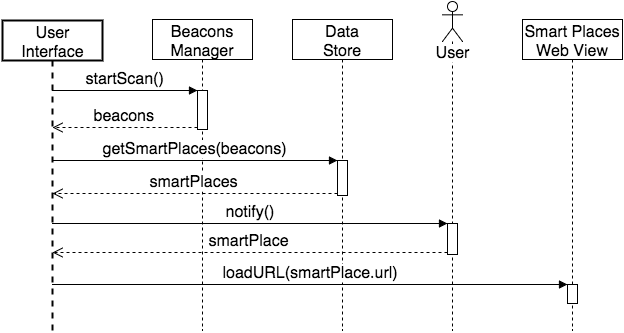 User
Interface
Beacons
Manager
Data
Store
User
Smart Places
Web View
startScan()
beacons
getSmartPlaces(beacons)
smartPlaces
notify()
smartPlace
loadURL(smartPlace.url)